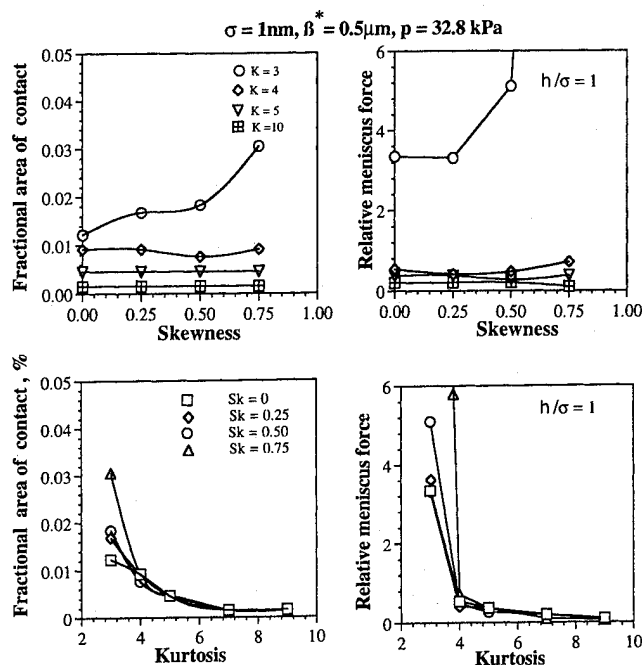 σ = 1nm, ß* = 0.5μm, p = 32.8 kPa
Fractional area of contact
0.05
0.04
0.03
0.02
0.01
0.00
K = 3
K = 4
K = 5
K =10
0.00 0.25 0.50 0.75 1.00
Skewness
Relative meniscus force
6
4
2
0
h/σ = 1
0.00 0.25 0.50 0.75 1.00
Skewness
Fractional area of contact , %
0.05
0.04
0.03
0.02
0.01
0.00
Sk = 0
Sk = 0.25
Sk = 0.50
Sk = 0.75
2 4 6 8 10
Kurtosis
Relative meniscus force
6
4
2
0
h/σ = 1
2 4 6 8 10
Kurtosis